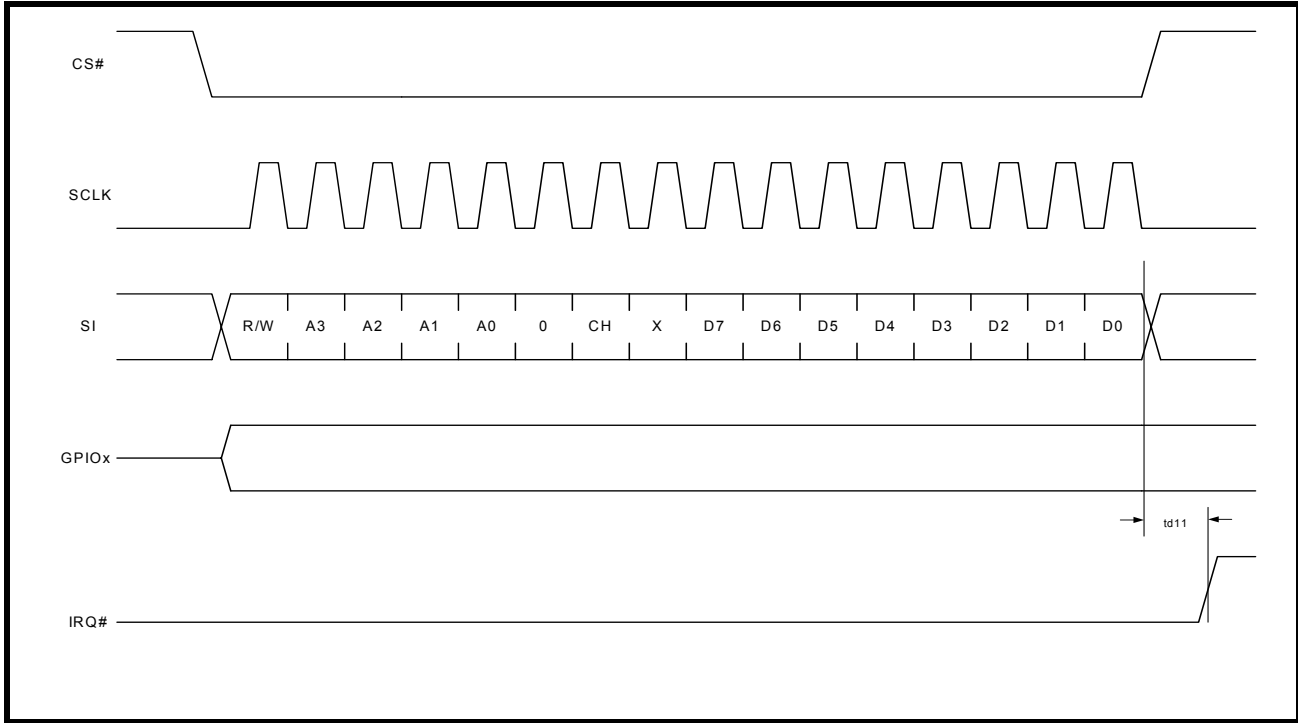 CS#
SCLK
SI R/W A3 A2 A1 A0 0 CH X D7 D6 D5 D4 D3 D2 D1 D0
GPIOx
td11
IRQ#